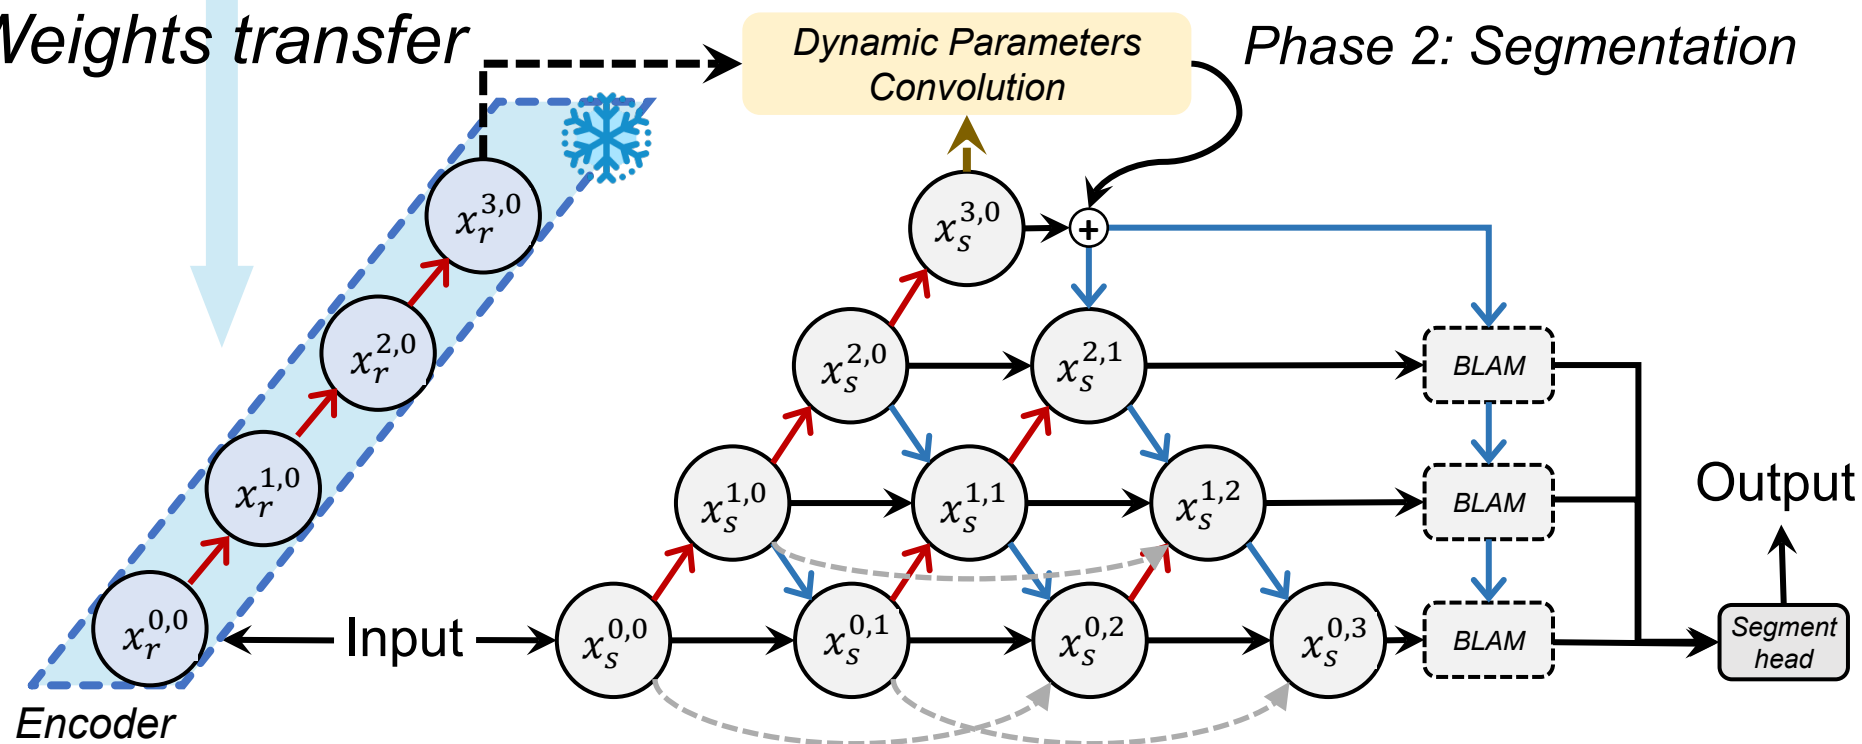 Weights transfer
Dynamic Parameters
Convolution
Phase 2: Segmentation
x_r^{3,0}
x_s^{3,0}
+
x_r^{2,0}
x_s^{2,0}
x_s^{2,1}
BLAM
x_r^{1,0}
x_s^{1,0}
x_s^{1,1}
x_s^{1,2}
BLAM
Output
x_r^{0,0}
Input
x_s^{0,0}
x_s^{0,1}
x_s^{0,2}
x_s^{0,3}
BLAM
Segment
head
Encoder